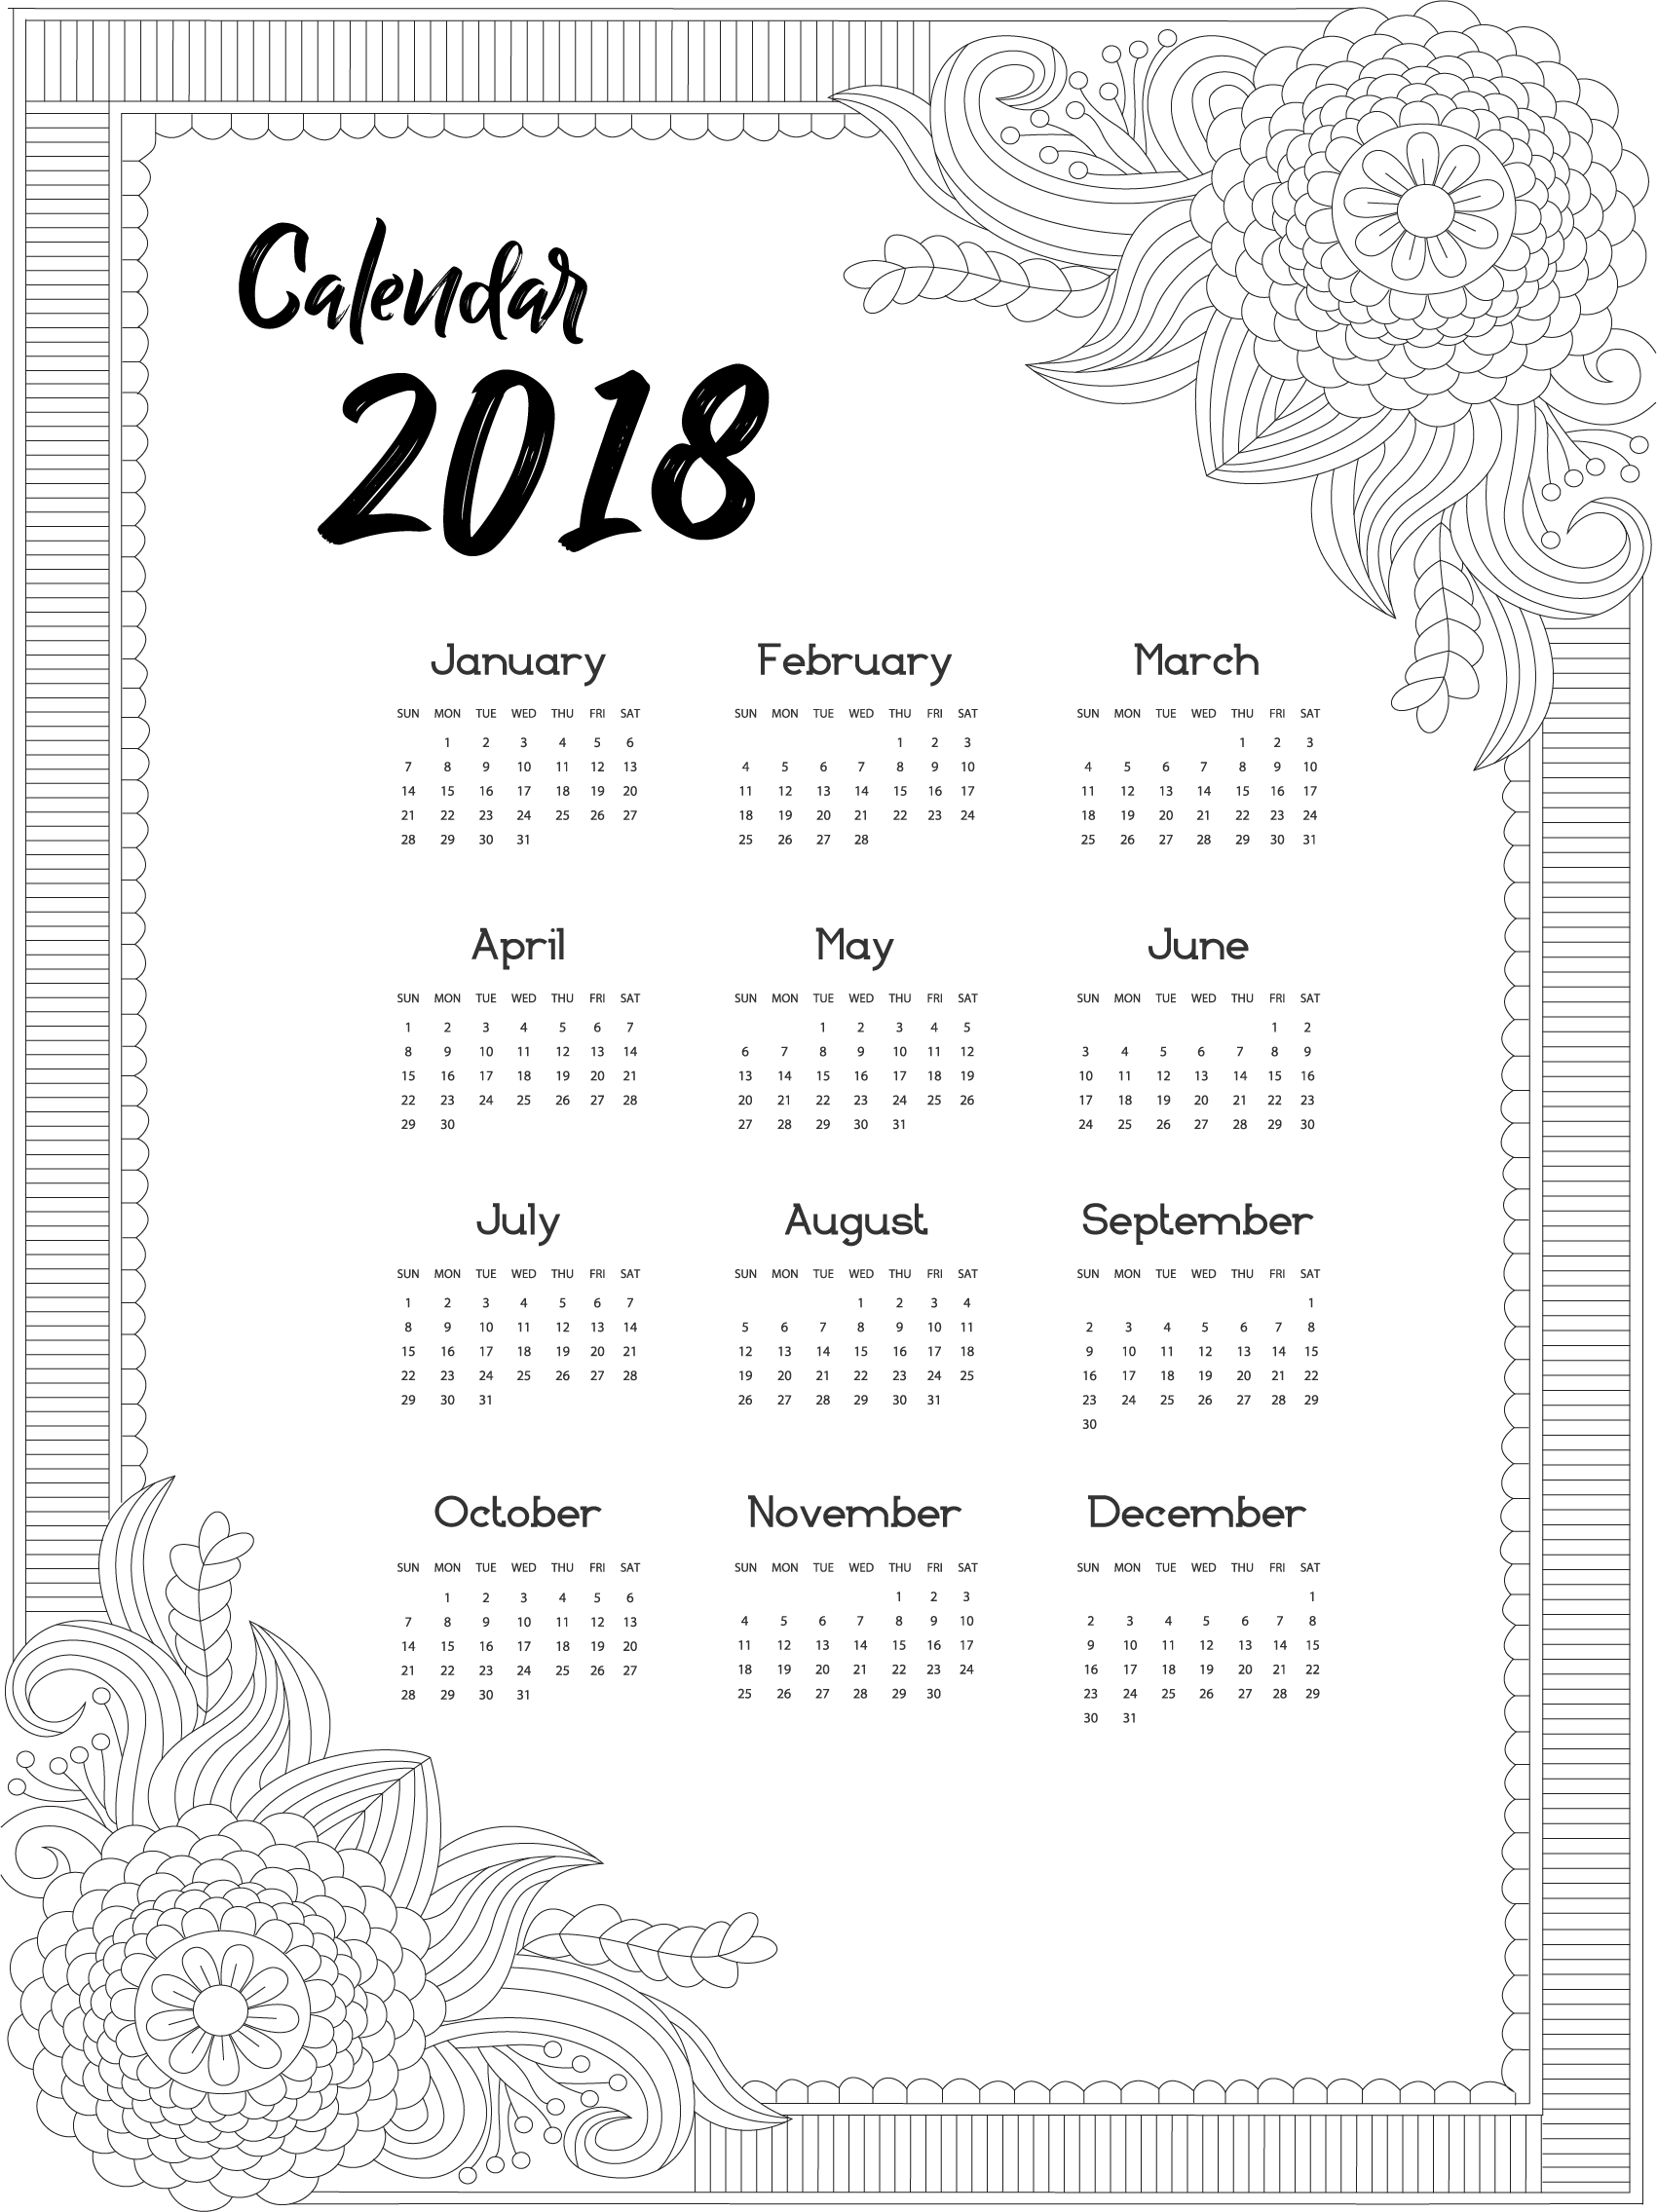 Calendar
2018
January
SUN MON TUE WED THU FRI SAT
1 2 3 4 5 6
7 8 9 10 11 12 13
14 15 16 17 18 19 20
21 22 23 24 25 26 27
28 29 30 31
February
SUN MON TUE WED THU FRI SAT
1 2 3
4 5 6 7 8 9 10
11 12 13 14 15 16 17
18 19 20 21 22 23 24
25 26 27 28
March
SUN MON TUE WED THU FRI SAT
1 2 3
4 5 6 7 8 9 10
11 12 13 14 15 16 17
18 19 20 21 22 23 24
25 26 27 28 29 30 31
April
SUN MON TUE WED THU FRI SAT
1 2 3 4 5 6 7
8 9 10 11 12 13 14
15 16 17 18 19 20 21
22 23 24 25 26 27 28
29 30
May
SUN MON TUE WED THU FRI SAT
1 2 3 4 5
6 7 8 9 10 11 12
13 14 15 16 17 18 19
20 21 22 23 24 25 26
27 28 29 30 31
June
SUN MON TUE WED THU FRI SAT
1 2
3 4 5 6 7 8 9
10 11 12 13 14 15 16
17 18 19 20 21 22 23
24 25 26 27 28 29 30
July
SUN MON TUE WED THU FRI SAT
1 2 3 4 5 6 7
8 9 10 11 12 13 14
15 16 17 18 19 20 21
22 23 24 25 26 27 28
29 30 31
August
SUN MON TUE WED THU FRI SAT
1 2 3 4
5 6 7 8 9 10 11
12 13 14 15 16 17 18
19 20 21 22 23 24 25
26 27 28 29 30 31
September
SUN MON TUE WED THU FRI SAT
1
2 3 4 5 6 7 8
9 10 11 12 13 14 15
16 17 18 19 20 21 22
23 24 25 26 27 28 29
30
October
SUN MON TUE WED THU FRI SAT
1 2 3 4 5 6
7 8 9 10 11 12 13
14 15 16 17 18 19 20
21 22 23 24 25 26 27
28 29 30 31
November
SUN MON TUE WED THU FRI SAT
1 2 3
4 5 6 7 8 9 10
11 12 13 14 15 16 17
18 19 20 21 22 23 24
25 26 27 28 29 30
December
SUN MON TUE WED THU FRI SAT
1
2 3 4 5 6 7 8
9 10 11 12 13 14 15
16 17 18 19 20 21 22
23 24 25 26 27 28 29
30 31